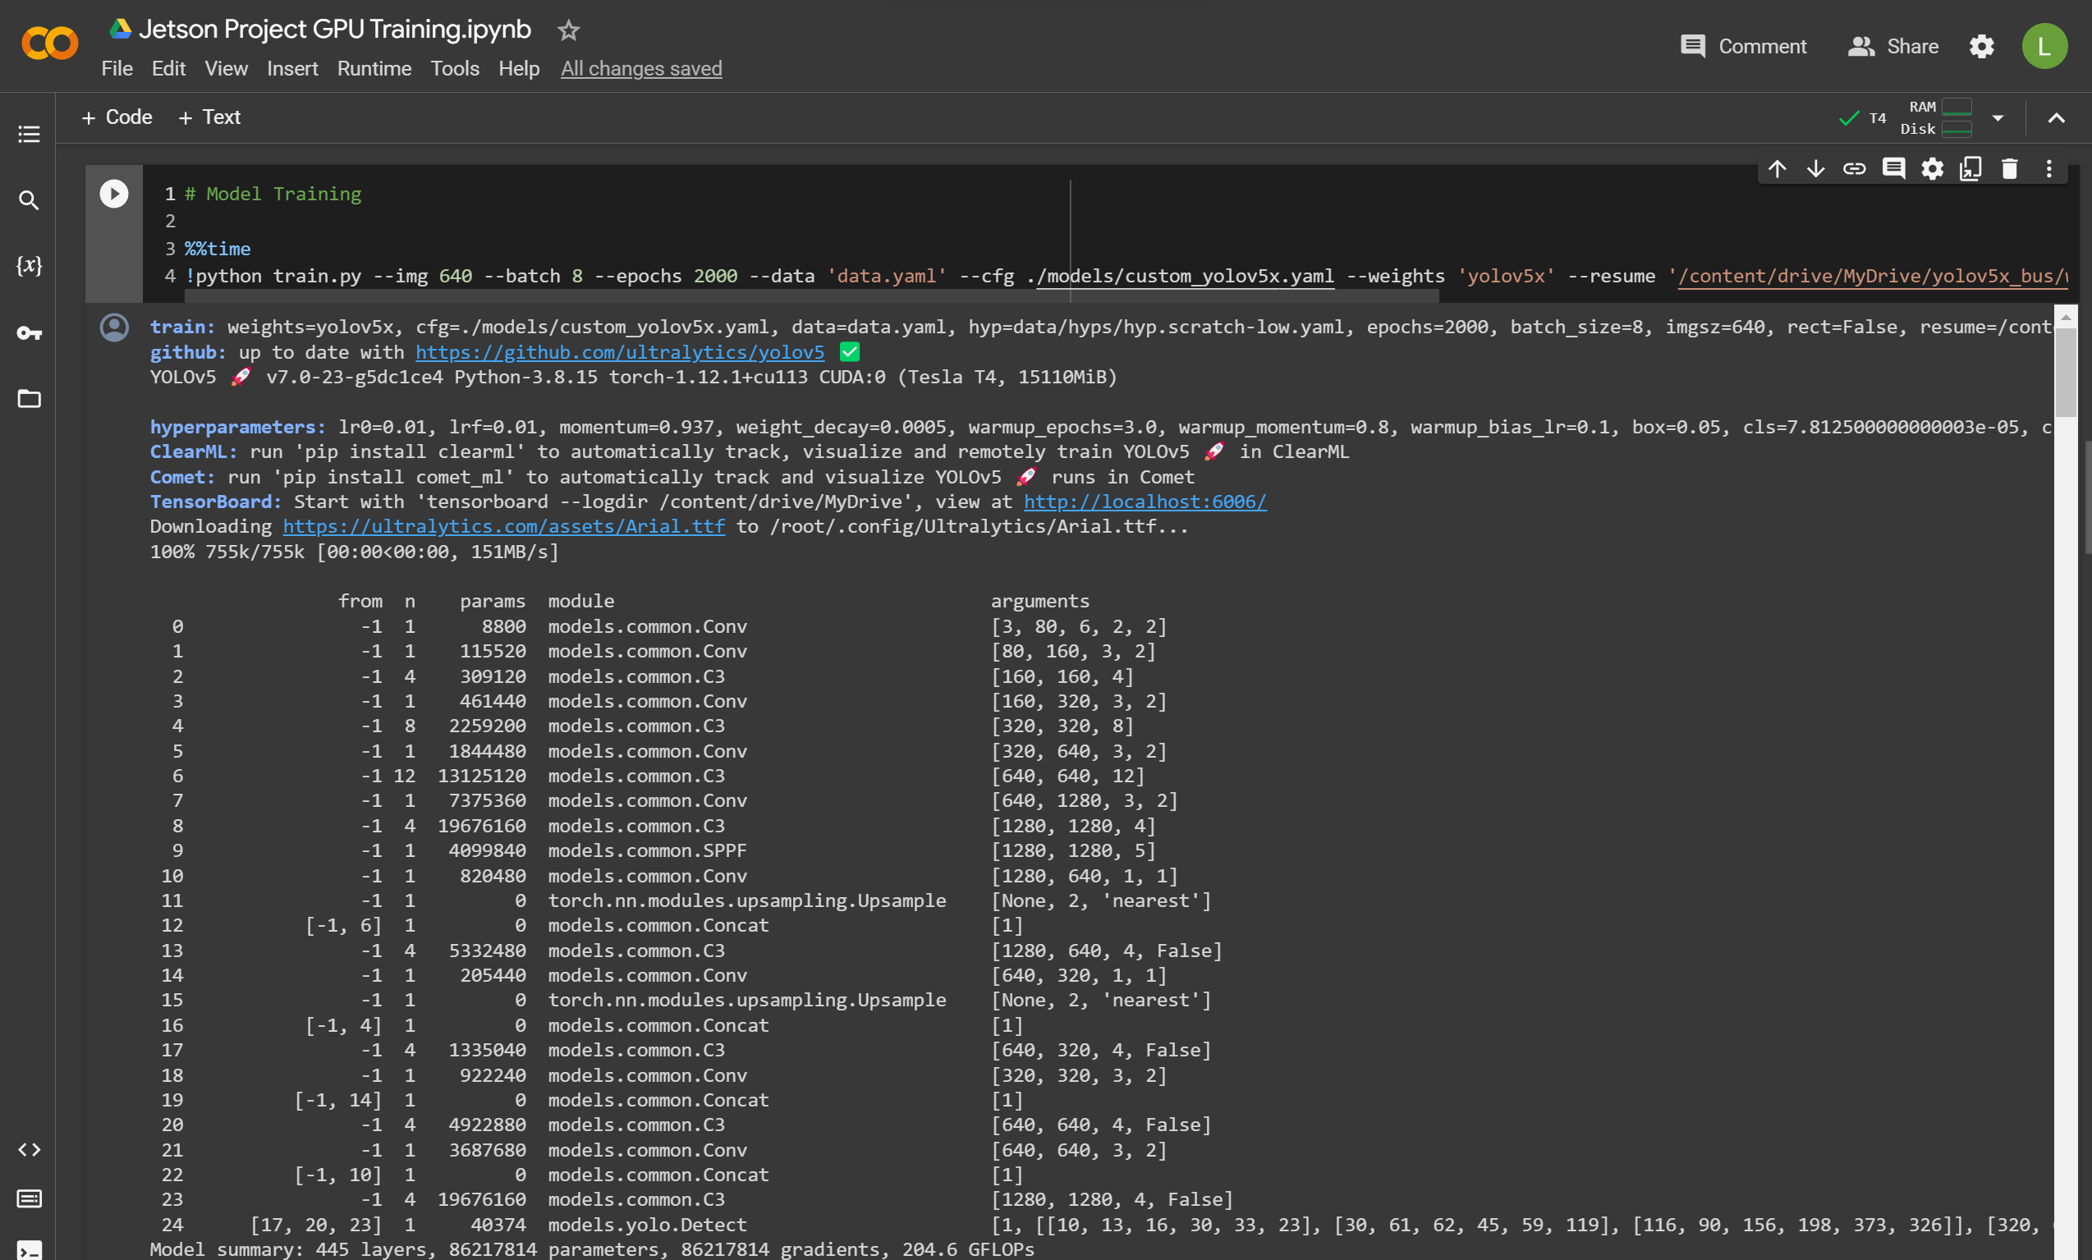 Jetson Project GPU Training.ipynb
File Edit View Insert Runtime Tools Help All changes saved
Comment Share L
+ Code + Text
T4 RAM Disk
1 # Model Training
2
3 %%time
4 !python train.py --img 640 --batch 8 --epochs 2000 --data 'data.yaml' --cfg ./models/custom_yolov5x.yaml --weights 'yolov5x' --resume '/content/drive/MyDrive/yolov5x_bus/
train: weights=yolov5x, cfg=./models/custom_yolov5x.yaml, data=data.yaml, hyp=data/hyps/hyp.scratch-low.yaml, epochs=2000, batch_size=8, imgsz=640, rect=False, resume=/cont
github: up to date with https://github.com/ultralytics/yolov5 ✅
YOLOv5 🚀 v7.0-23-g5dc1ce4 Python-3.8.15 torch-1.12.1+cu113 CUDA:0 (Tesla T4, 15110MiB)
hyperparameters: lr0=0.01, lrf=0.01, momentum=0.937, weight_decay=0.0005, warmup_epochs=3.0, warmup_momentum=0.8, warmup_bias_lr=0.1, box=0.05, cls=7.812500000000003e-05, c
ClearML: run 'pip install clearml' to automatically track, visualize and remotely train YOLOv5 🚀 in ClearML
Comet: run 'pip install comet_ml' to automatically track and visualize YOLOv5 🚀 runs in Comet
TensorBoard: Start with 'tensorboard --logdir /content/drive/MyDrive', view at http://localhost:6006/
Downloading https://ultralytics.com/assets/Arial.ttf to /root/.config/Ultralytics/Arial.ttf...
100% 755k/755k [00:00<00:00, 151MB/s]
from n params module arguments
0 -1 1 8800 models.common.Conv [3, 80, 6, 2, 2]
1 -1 1 115520 models.common.Conv [80, 160, 3, 2]
2 -1 4 309120 models.common.C3 [160, 160, 4]
3 -1 1 461440 models.common.Conv [160, 320, 3, 2]
4 -1 8 2259200 models.common.C3 [320, 320, 8]
5 -1 1 1844480 models.common.Conv [320, 640, 3, 2]
6 -1 12 13125120 models.common.C3 [640, 640, 12]
7 -1 1 7375360 models.common.Conv [640, 1280, 3, 2]
8 -1 4 19676160 models.common.C3 [1280, 1280, 4]
9 -1 1 4099840 models.common.SPPF [1280, 1280, 5]
10 -1 1 820480 models.common.Conv [1280, 640, 1, 1]
11 -1 1 0 torch.nn.modules.upsampling.Upsample [None, 2, 'nearest']
12 [-1, 6] 1 0 models.common.Concat [1]
13 -1 4 5332480 models.common.C3 [1280, 640, 4, False]
14 -1 1 205440 models.common.Conv [640, 320, 1, 1]
15 -1 1 0 torch.nn.modules.upsampling.Upsample [None, 2, 'nearest']
16 [-1, 4] 1 0 models.common.Concat [1]
17 -1 4 1335040 models.common.C3 [640, 320, 4, False]
18 -1 1 922240 models.common.Conv [320, 320, 3, 2]
19 [-1, 14] 1 0 models.common.Concat [1]
20 -1 4 4922880 models.common.C3 [640, 640, 4, False]
21 -1 1 3687680 models.common.Conv [640, 640, 3, 2]
22 [-1, 10] 1 0 models.common.Concat [1]
23 -1 4 19676160 models.common.C3 [1280, 1280, 4, False]
24 [17, 20, 23] 1 40374 models.yolo.Detect [1, [[10, 13, 16, 30, 33, 23], [30, 61, 62, 45, 59, 119], [116, 90, 156, 198, 373, 326]], [320,
Model summary: 445 layers, 86217814 parameters, 86217814 gradients, 204.6 GFLOPs